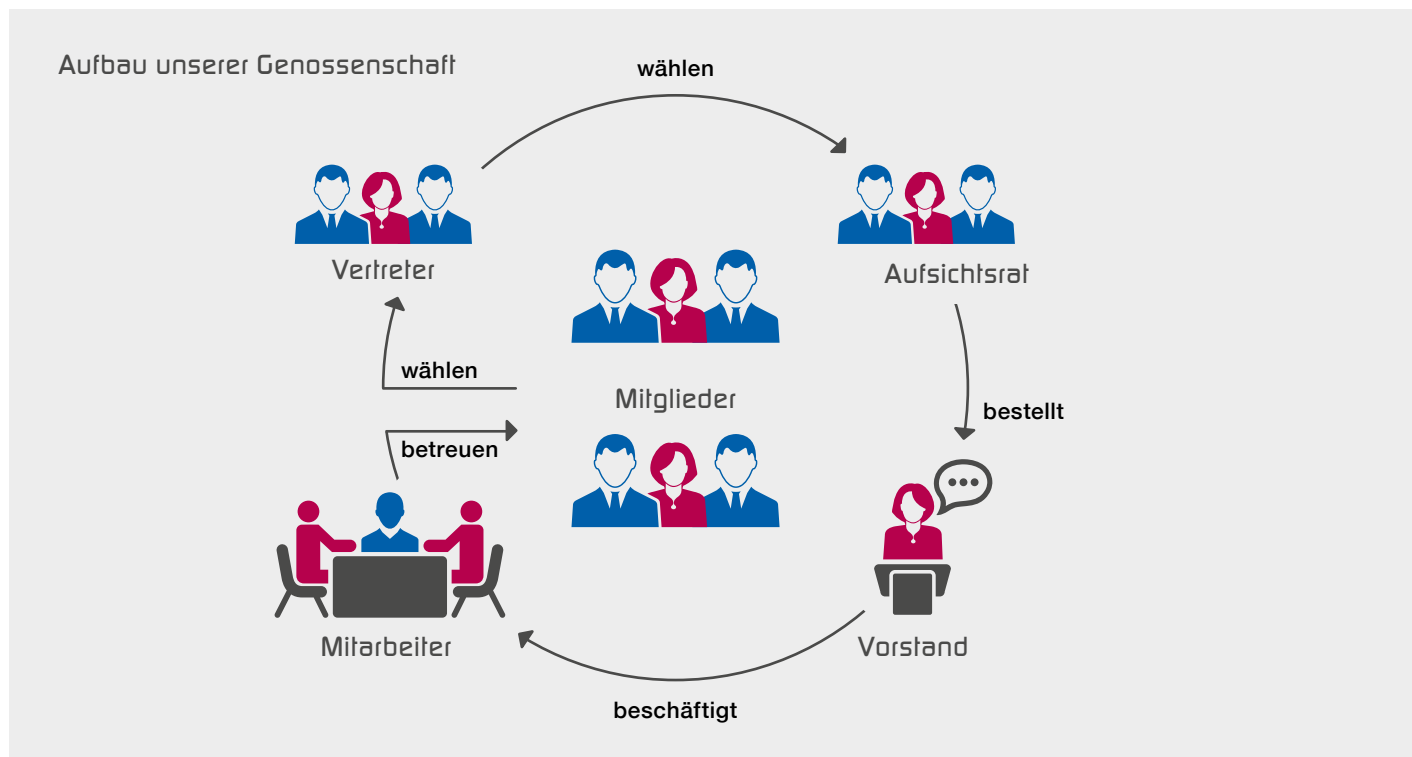 Aufbau unserer Genossenschaft
wählen
Vertreter
Aufsichtsrat
wählen
Mitglieder
bestellt
betreuen
Mitarbeiter
Vorstand
beschäftigt